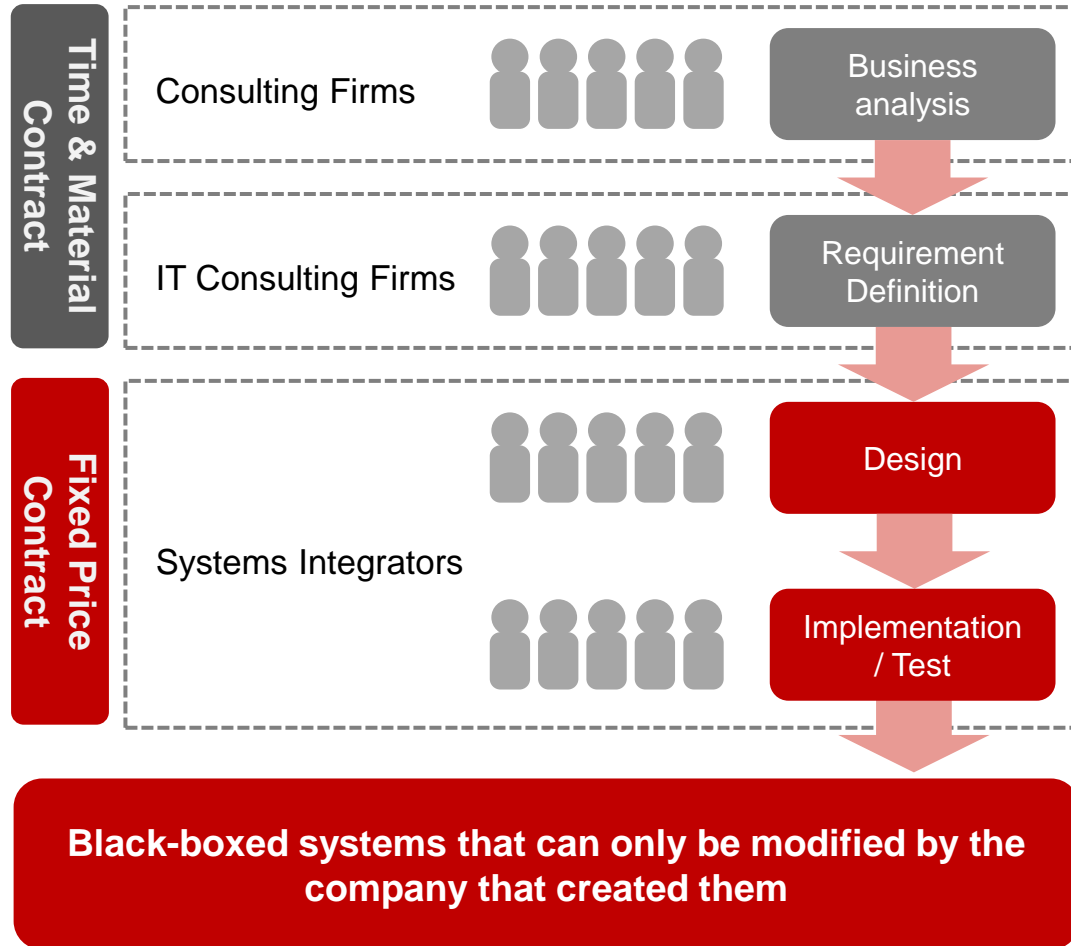 Time & Material
Contract
Consulting Firms
Business
analysis
IT Consulting Firms
Requirement
Definition
Fixed Price
Contract
Systems Integrators
Design
Implementation
/ Test
Black-boxed systems that can only be modified by the
company that created them